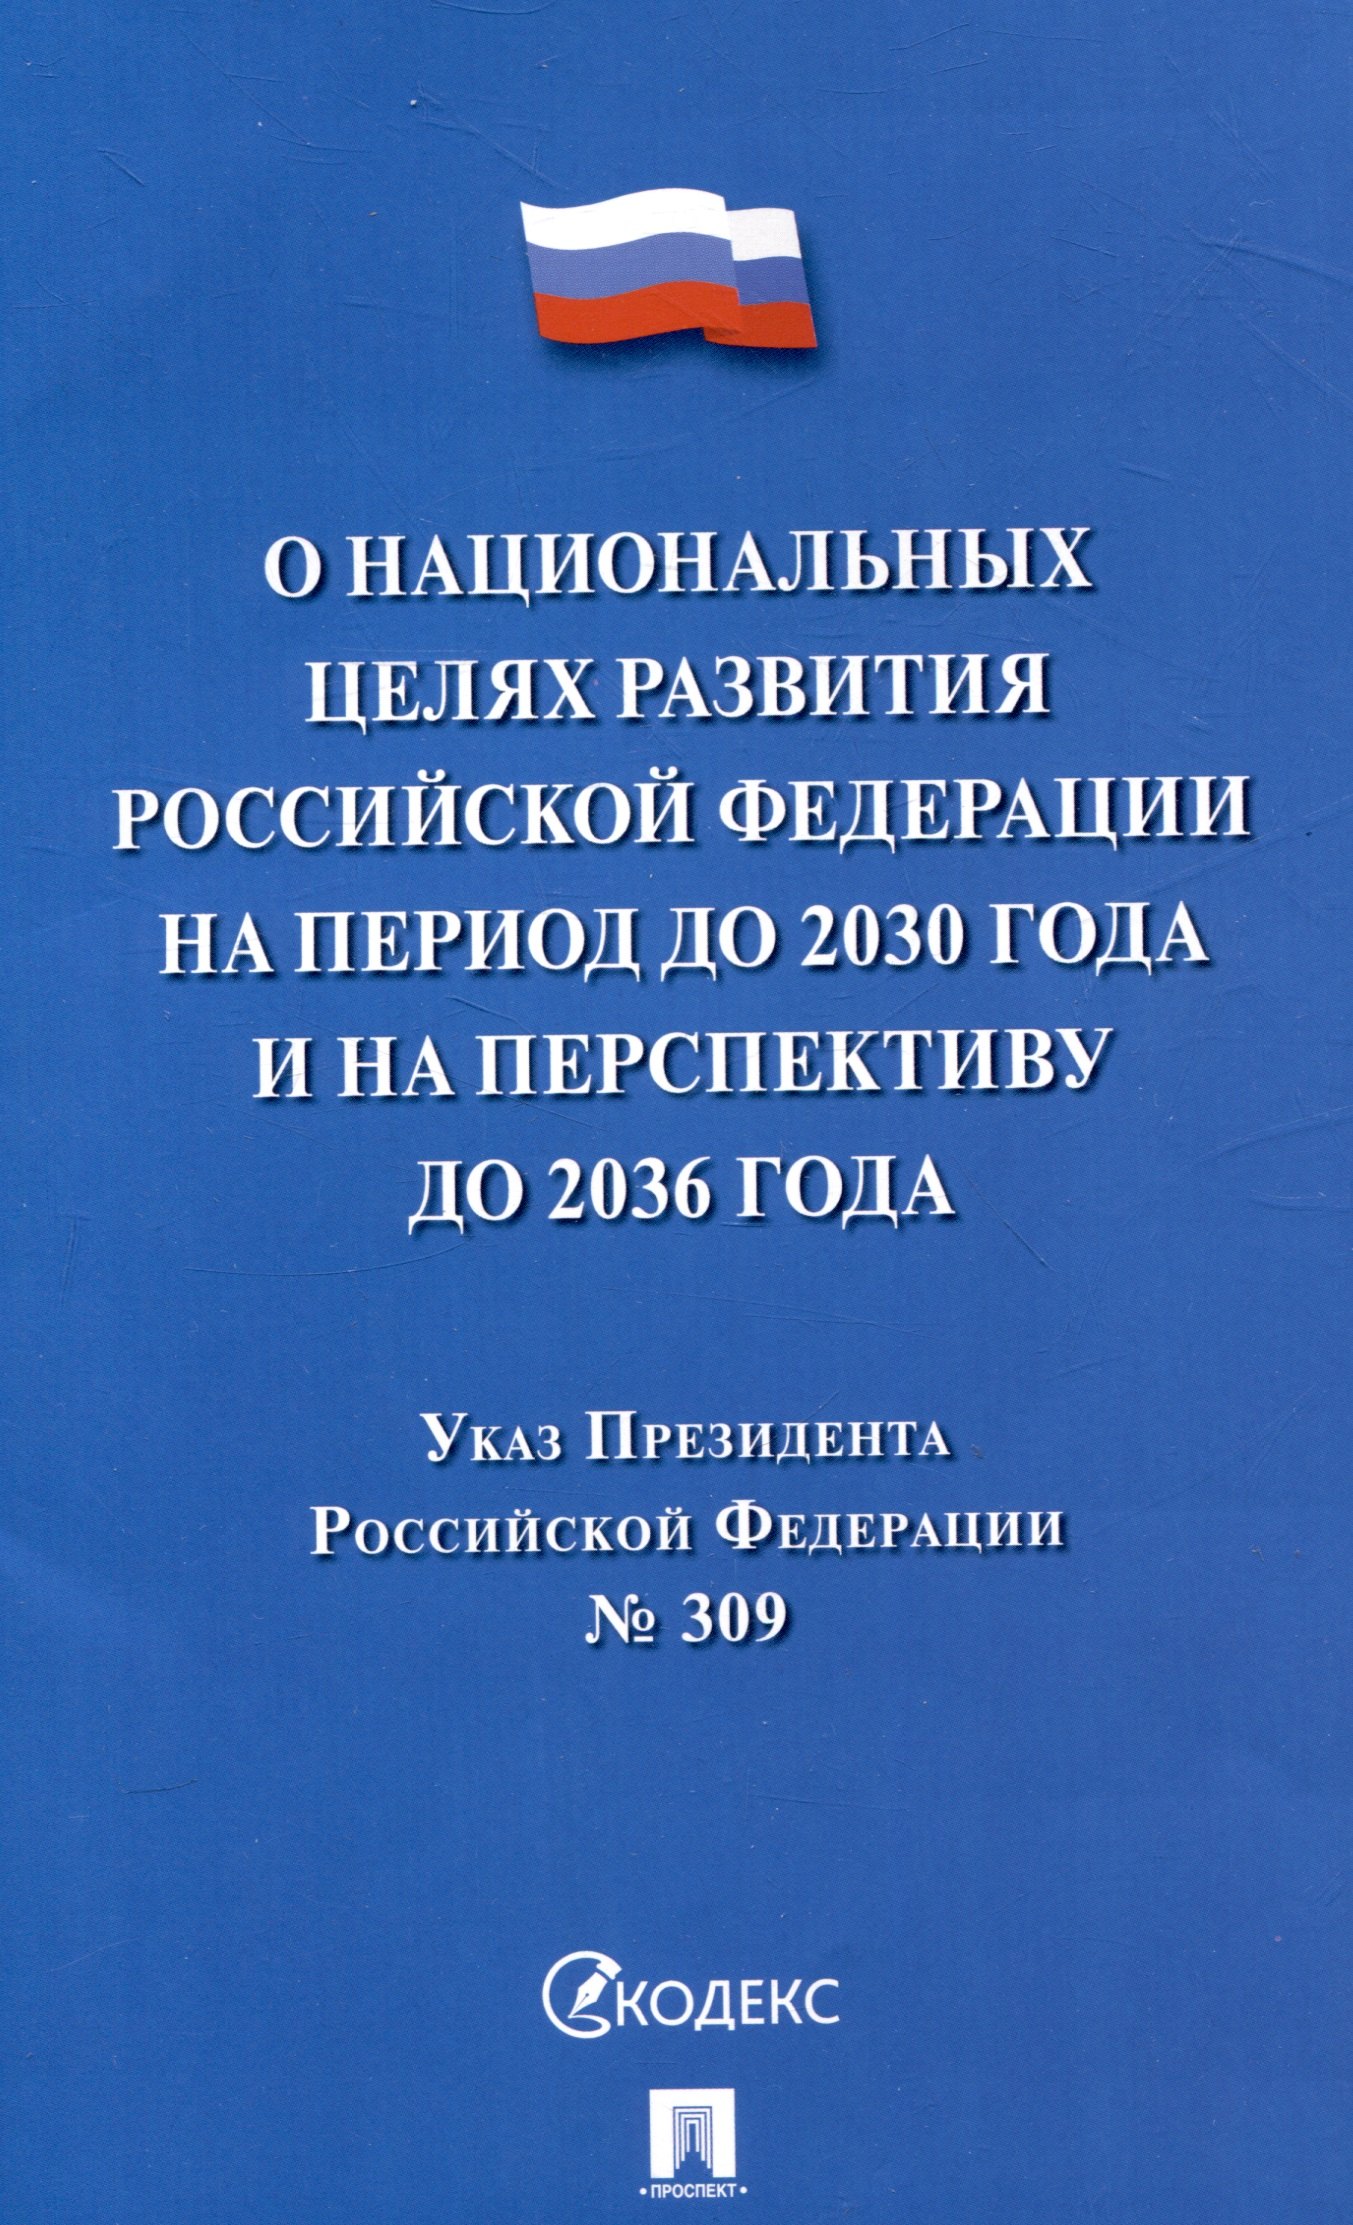 О НАЦИОНАЛЬНЫХ
ЦЕЛЯХ РАЗВИТИЯ
РОССИЙСКОЙ ФЕДЕРАЦИИ
НА ПЕРИОД ДО 2030 ГОДА
И НА ПЕРСПЕКТИВУ
ДО 2036 ГОДА
Указ Президента
Российской Федерации
№ 309
КОДЕКС
• ПРОСПЕКТ •